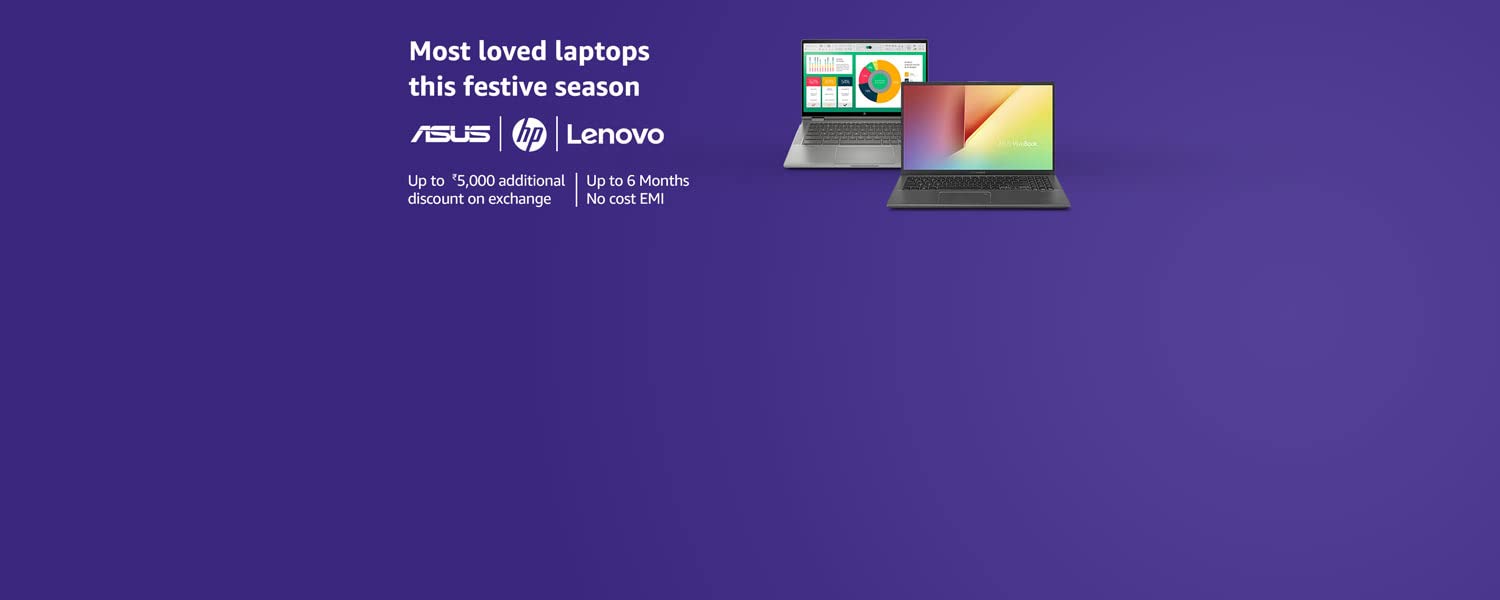 Most loved laptops
this festive season
ASUS | hp | Lenovo
Up to ₹5,000 additional
discount on exchange
Up to 6 Months
No cost EMI